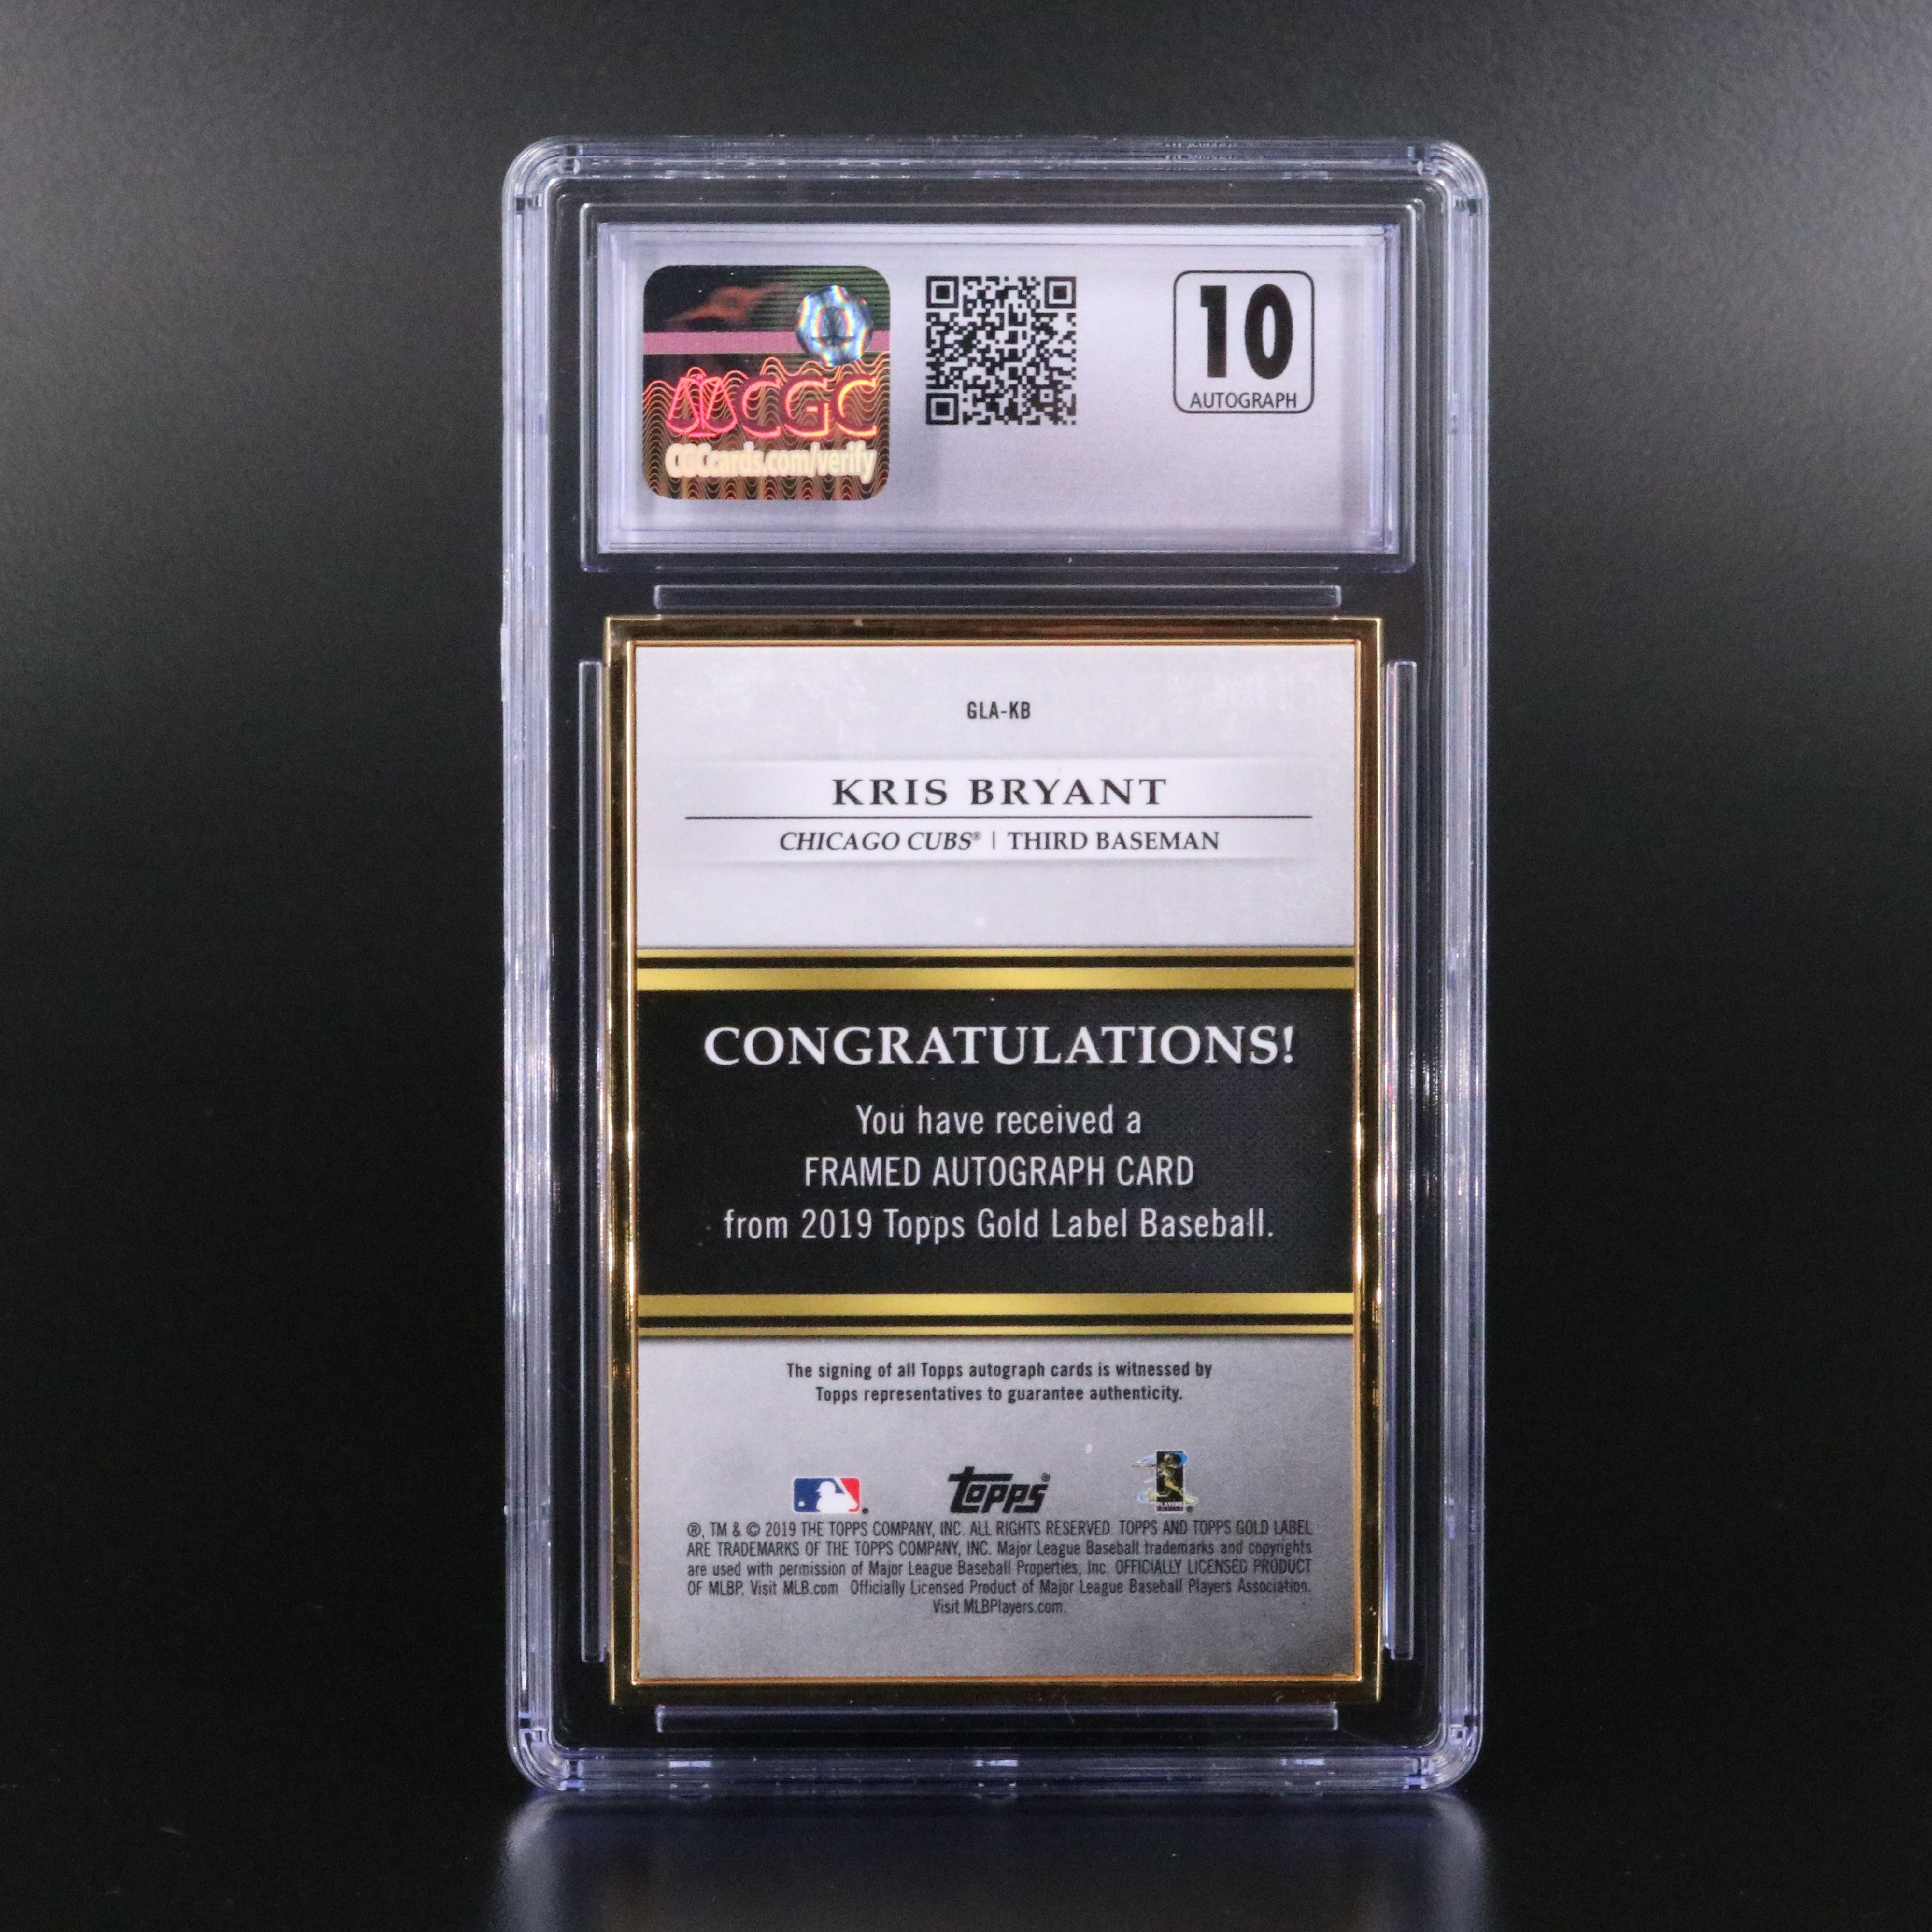 CGC
CGCcards.com/verify
10
AUTOGRAPH
GLA-KB
KRIS BRYANT
CHICAGO CUBS® | THIRD BASEMAN
CONGRATULATIONS!
You have received a
FRAMED AUTOGRAPH CARD
from 2019 Topps Gold Label Baseball.
The signing of all Topps autograph cards is witnessed by
Topps representatives to guarantee authenticity.
topps®
PLAYERS
®, TM & © 2019 THE TOPPS COMPANY, INC. ALL RIGHTS RESERVED. TOPPS AND TOPPS GOLD LABEL
ARE TRADEMARKS OF THE TOPPS COMPANY, INC. Major League Baseball trademarks and copyrights
are used with permission of Major League Baseball Properties, Inc. OFFICIALLY LICENSED PRODUCT
OF MLBP, Visit MLB.com Officially Licensed Product of Major League Baseball Players Association.
Visit MLBPlayers.com.